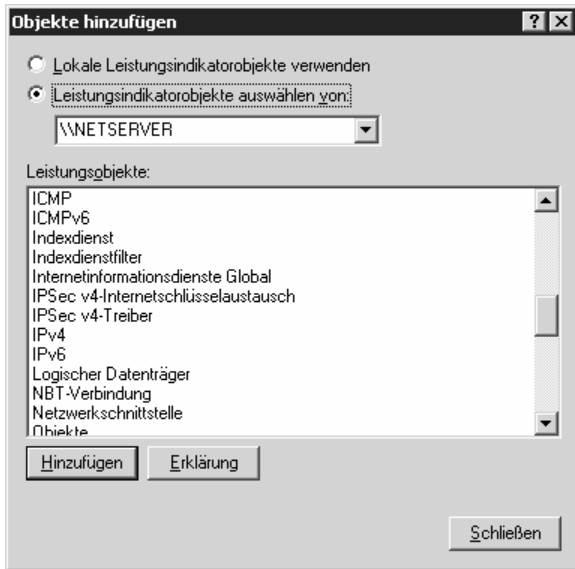 Objekte hinzufügen
Lokale Leistungsindikatorobjekte verwenden
Leistungsindikatorobjekte auswählen von:
\\NETSERVER
Leistungsobjekte:
ICMP
ICMPv6
Indexdienst
Indexdienstfilter
Internetinformationsdienste Global
IPSec v4-Internetschlüsselaustausch
IPSec v4-Treiber
IPv4
IPv6
Logischer Datenträger
NBT-Verbindung
Netzwerkschnittstelle
Objekte
Hinzufügen Erklärung
Schließen